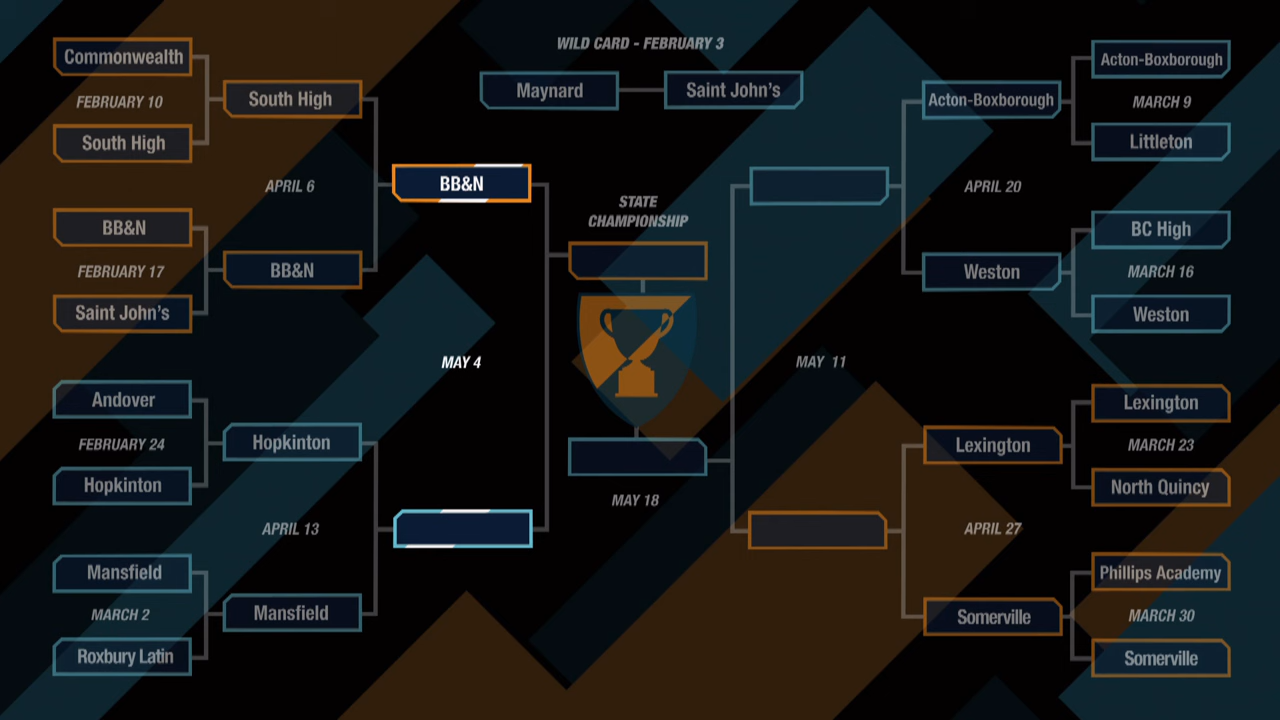 WILD CARD - FEBRUARY 3
Maynard
Saint John's
Commonwealth
FEBRUARY 10
South High
South High
APRIL 6
BB&N
FEBRUARY 17
Saint John's
BB&N
BB&N
MAY 4
Andover
FEBRUARY 24
Hopkinton
Hopkinton
APRIL 13
Mansfield
MARCH 2
Roxbury Latin
Mansfield
STATE
CHAMPIONSHIP
MAY 18
MAY 11
Acton-Boxborough
APRIL 20
Weston
Acton-Boxborough
MARCH 9
Littleton
BC High
MARCH 16
Weston
Lexington
APRIL 27
Somerville
Lexington
MARCH 23
North Quincy
Phillips Academy
MARCH 30
Somerville